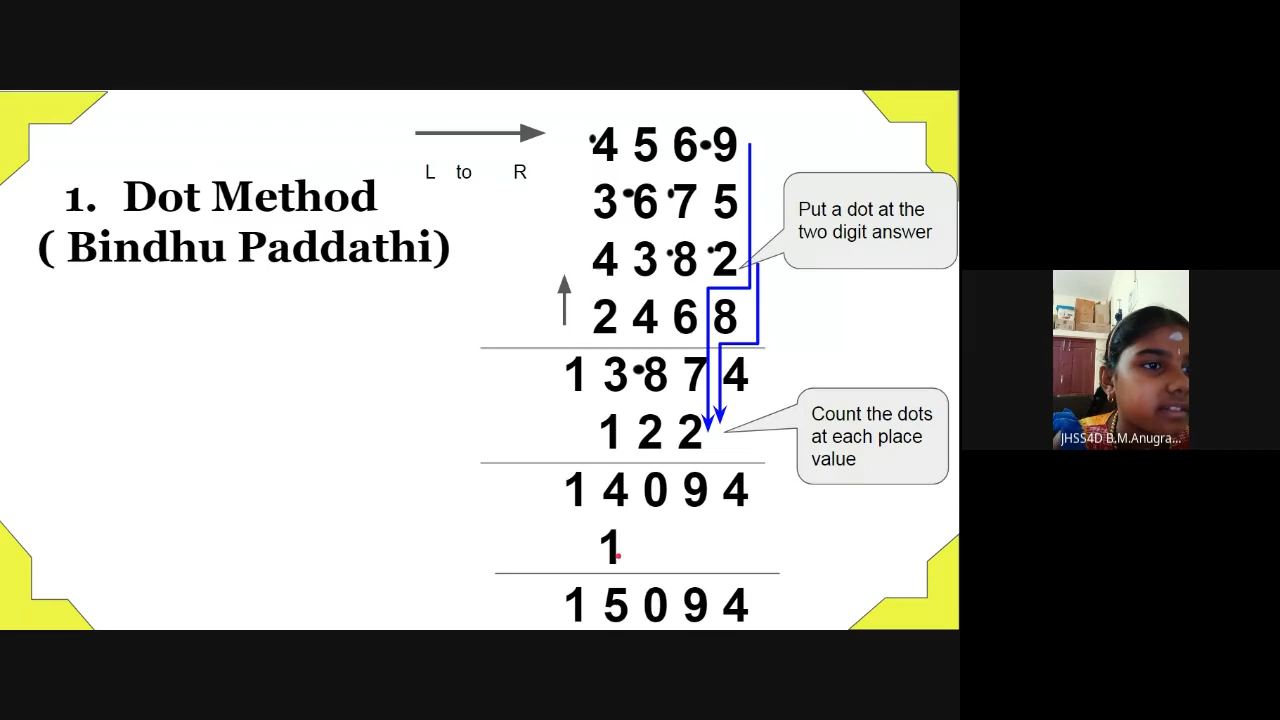 1. Dot Method
( Bindhu Paddathi)
L to R
4 5 6 9
3 6 7 5
4 3 8 2
2 4 6 8
1 3 8 7 4
1 2 2
1 4 0 9 4
1
1 5 0 9 4
Put a dot at the
two digit answer
Count the dots
at each place
value
JHSS4D B.M.Anugra...